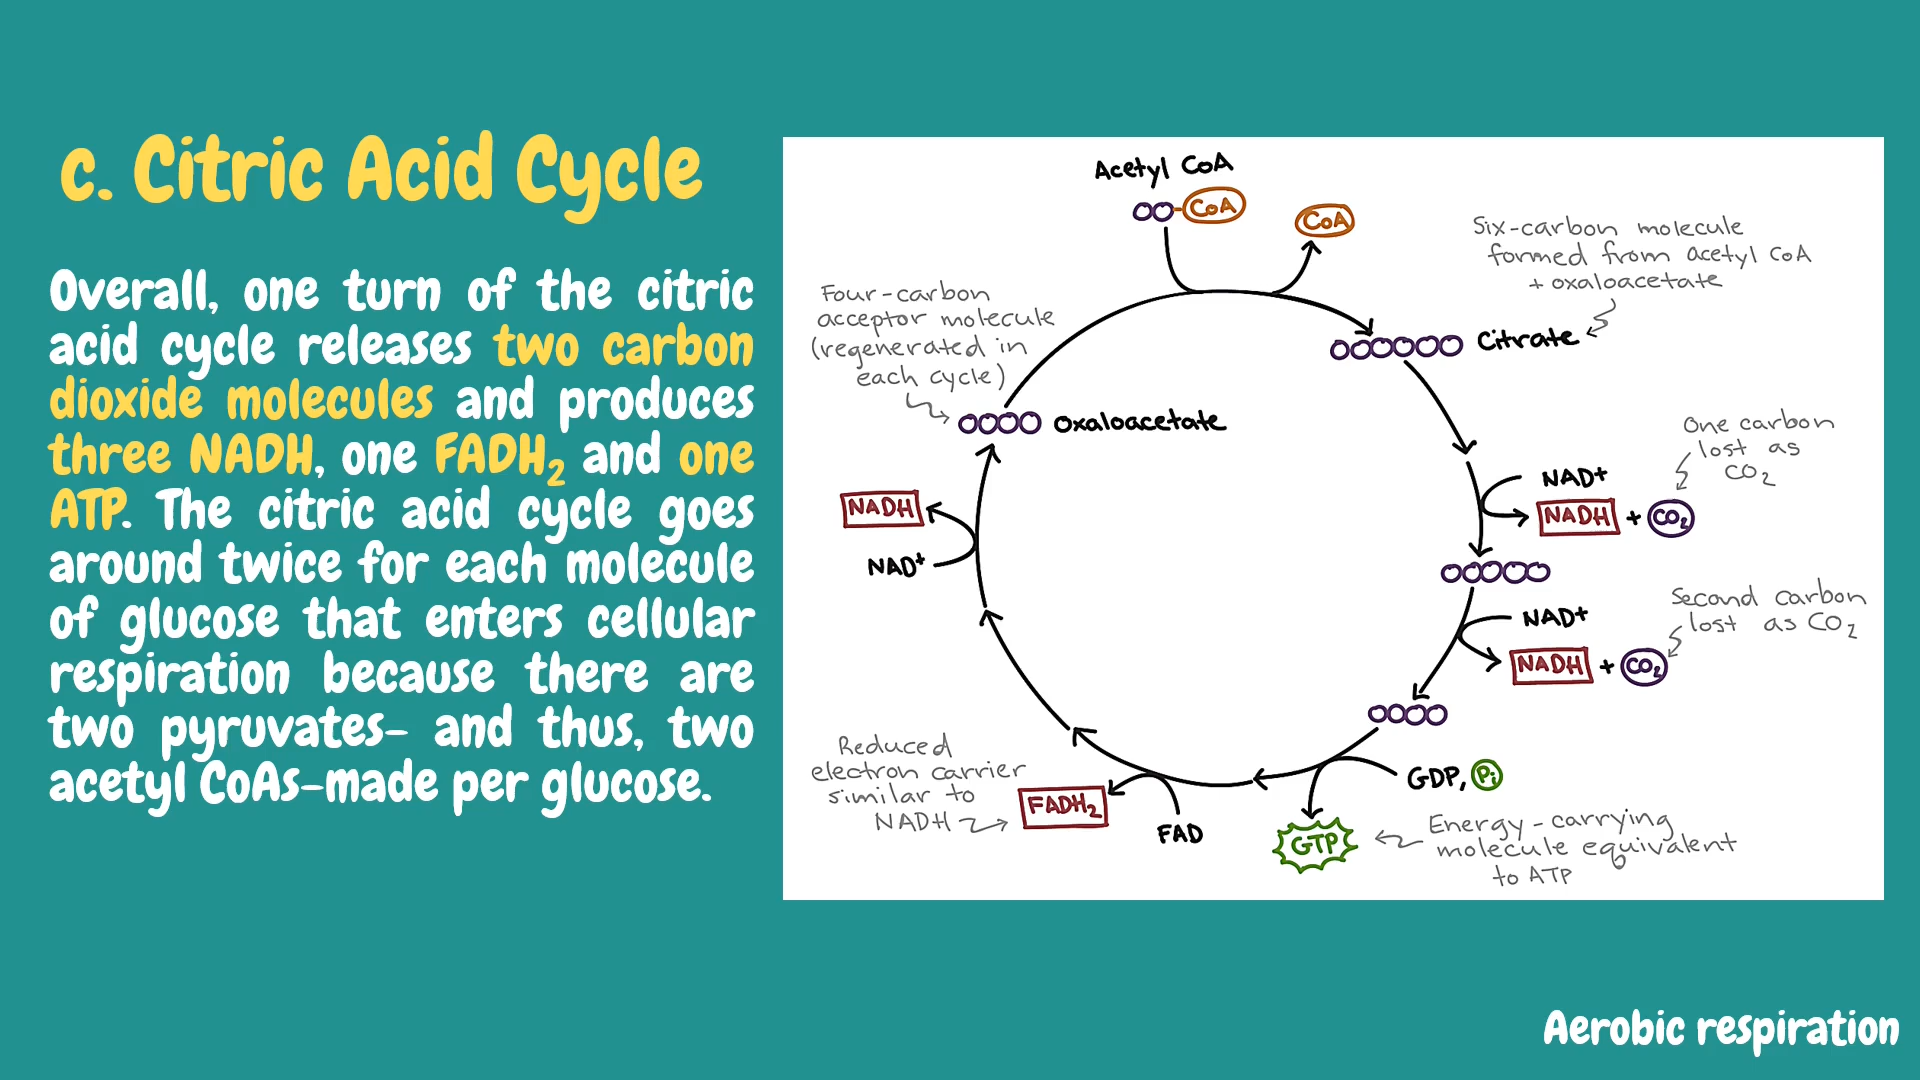 c. Citric Acid Cycle
Overall, one turn of the citric
acid cycle releases two carbon
dioxide molecules and produces
three NADH, one FADH₂ and one
ATP. The citric acid cycle goes
around twice for each molecule
of glucose that enters cellular
respiration because there are
two pyruvates– and thus, two
acetyl CoAs–made per glucose.
Acetyl CoA
CoA
CoA
Six-carbon molecule
formed from acetyl CoA
+ oxaloacetate
Citrate
Four-carbon
acceptor molecule
(regenerated in
each cycle)
Oxaloacetate
One carbon
lost as
CO₂
NAD+
NADH + CO₂
Second carbon
lost as CO₂
NAD+
NADH + CO₂
GDP, Pi
GTP
Energy-carrying
molecule equivalent
to ATP
FAD
FADH₂
Reduced
electron carrier
similar to
NADH
NAD+
NADH
Aerobic respiration